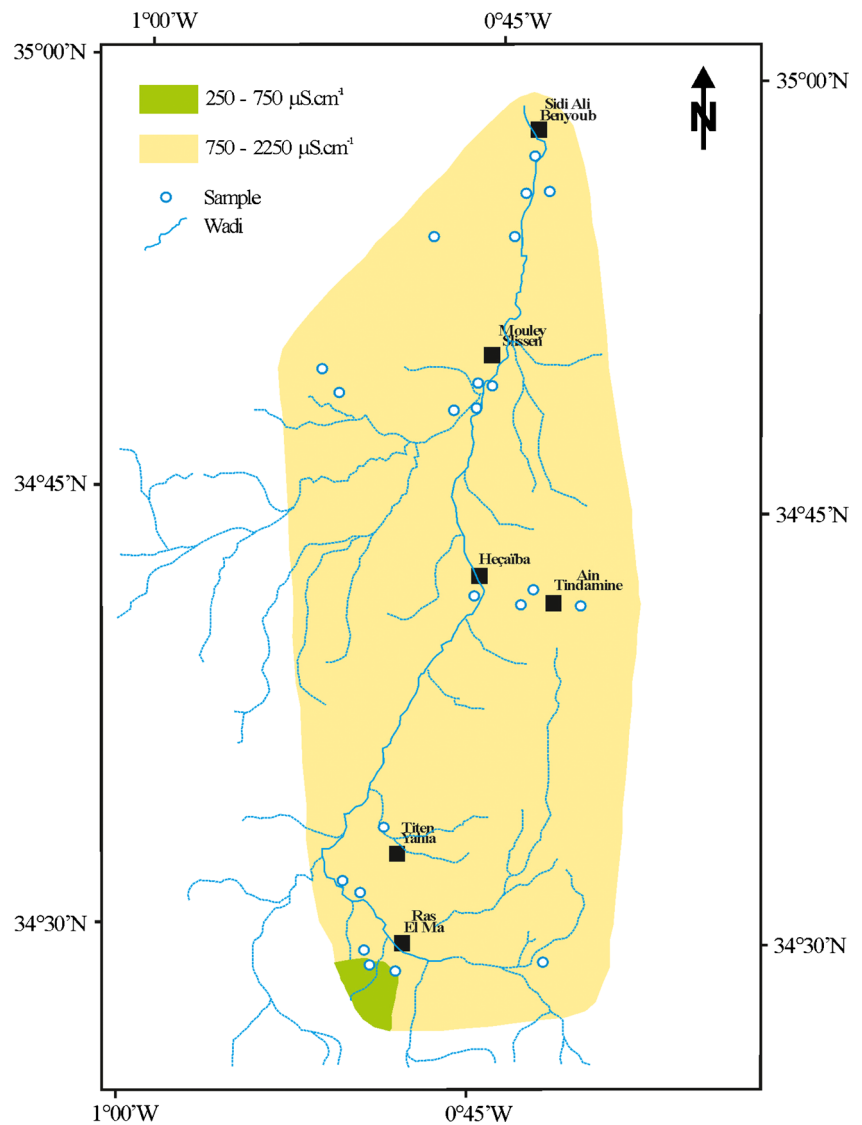 1°00'W
0°45'W
35°00'N
35°00'N
250 - 750 µS.cm-1
750 - 2250 µS.cm-1
Sample
Wadi
N
Sidi Ali
Benyoub
Mouley
Slissen
34°45'N
34°45'N
Heçaïba
Ain
Tindamine
Titen
Yahia
Ras
El Ma
34°30'N
34°30'N
1°00'W
0°45'W